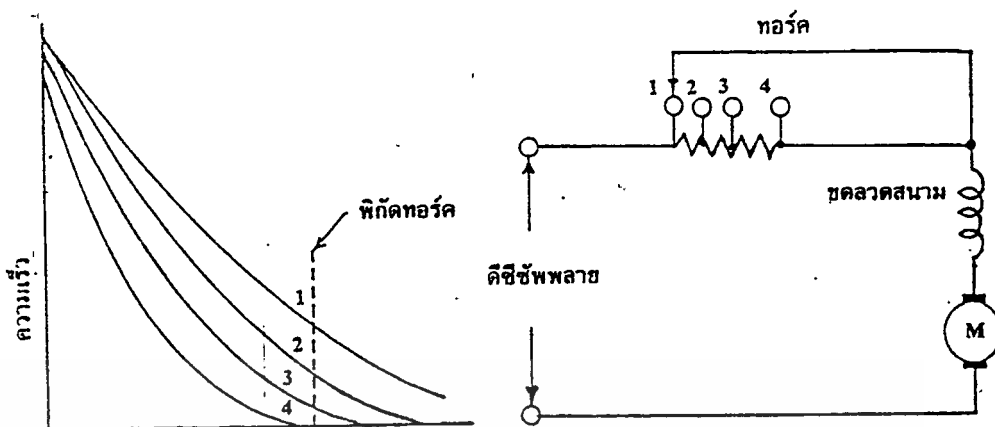 ทอร์ค
1 2 3 4
ขดลวดสนาม
พิกัดทอร์ค
ดีซีซัพพลาย
ความเร็ว
M
1
2
3
4